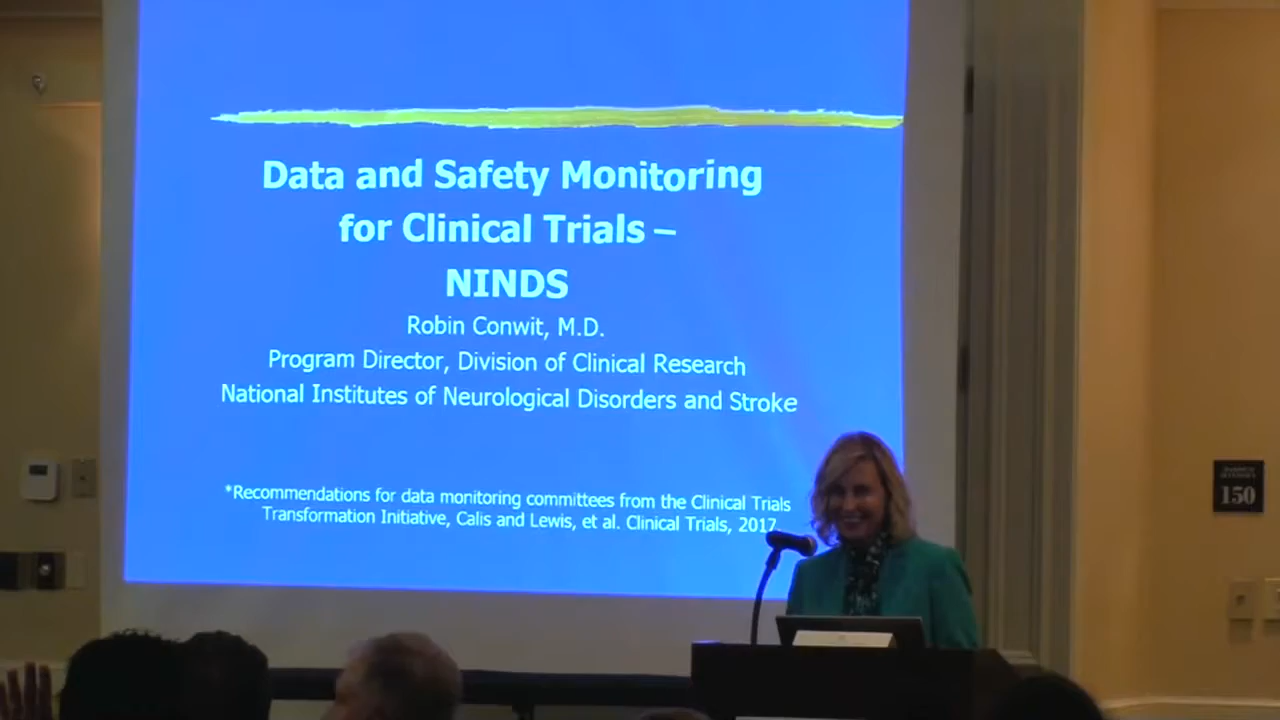 Data and Safety Monitoring
for Clinical Trials –
NINDS
Robin Conwit, M.D.
Program Director, Division of Clinical Research
National Institutes of Neurological Disorders and Stroke
*Recommendations for data monitoring committees from the Clinical Trials
Transformation Initiative, Calis and Lewis, et al. Clinical Trials, 2017
150